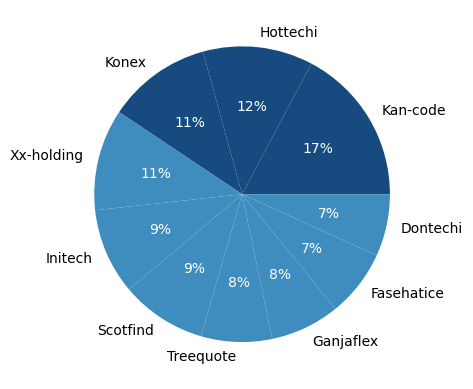 Hottechi
Konex
Kan-code
12%
11%
17%
Xx-holding
11%
7%
Dontechi
9%
7%
Initech
9%
8%
8%
Fasehatice
Scotfind
Ganjaflex
Treequote